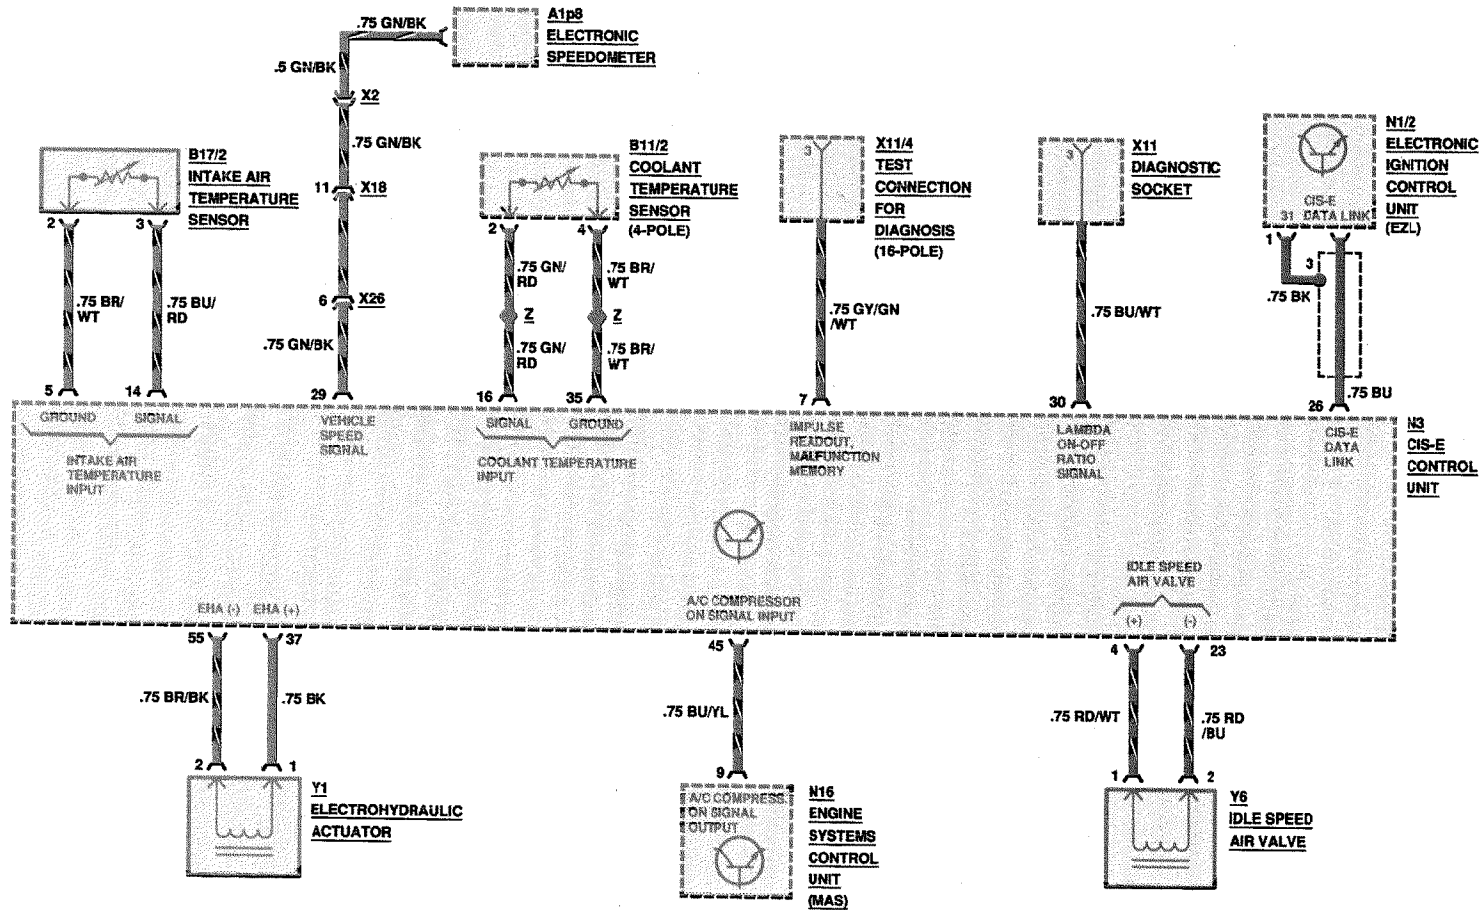 .75 GN/BK
A1p8
ELECTRONIC
SPEEDOMETER
.5 GN/BK
X2
.75 GN/BK
11
X18
6
X26
.75 GN/BK
29
B17/2
INTAKE AIR
TEMPERATURE
SENSOR
2
3
.75 BR/
WT
.75 BU/
RD
5
14
B11/2
COOLANT
TEMPERATURE
SENSOR
(4-POLE)
2
4
.75 GN/
RD
.75 BR/
WT
Z
Z
.75 GN/
RD
.75 BR/
WT
16
35
3
X11/4
TEST
CONNECTION
FOR
DIAGNOSIS
(16-POLE)
.75 GY/GN
/WT
7
3
X11
DIAGNOSTIC
SOCKET
.75 BU/WT
30
N1/2
ELECTRONIC
IGNITION
CONTROL
UNIT
(EZL)
CIS-E
31 DATA LINK
1
3
.75 BK
.75 BU
26
GROUND
SIGNAL
INTAKE AIR
TEMPERATURE
INPUT
VEHICLE
SPEED
SIGNAL
SIGNAL
GROUND
COOLANT TEMPERATURE
INPUT
IMPULSE
READOUT,
MALFUNCTION
MEMORY
LAMBDA
ON-OFF
RATIO
SIGNAL
CIS-E
DATA
LINK
N3
CIS-E
CONTROL
UNIT
EHA (-)
EHA (+)
A/C COMPRESSOR
ON SIGNAL INPUT
IDLE SPEED
AIR VALVE
(+)
(-)
55
37
.75 BR/BK
.75 BK
2
1
Y1
ELECTROHYDRAULIC
ACTUATOR
45
.75 BU/YL
9
A/C COMPRESS.
ON SIGNAL
OUTPUT
N16
ENGINE
SYSTEMS
CONTROL
UNIT
(MAS)
4
23
.75 RD/WT
.75 RD
/BU
1
2
Y6
IDLE SPEED
AIR VALVE